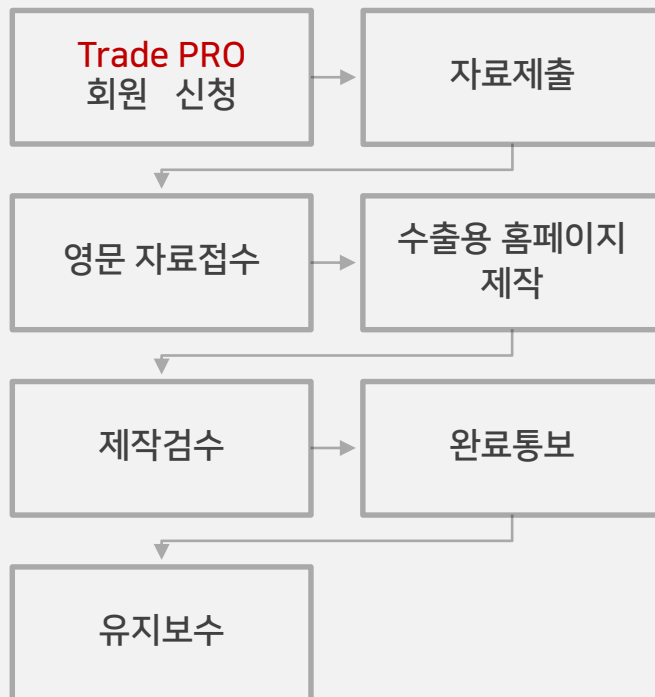 Trade PRO
회원 신청
자료제출
영문 자료접수
수출용 홈페이지
제작
제작검수
완료통보
유지보수